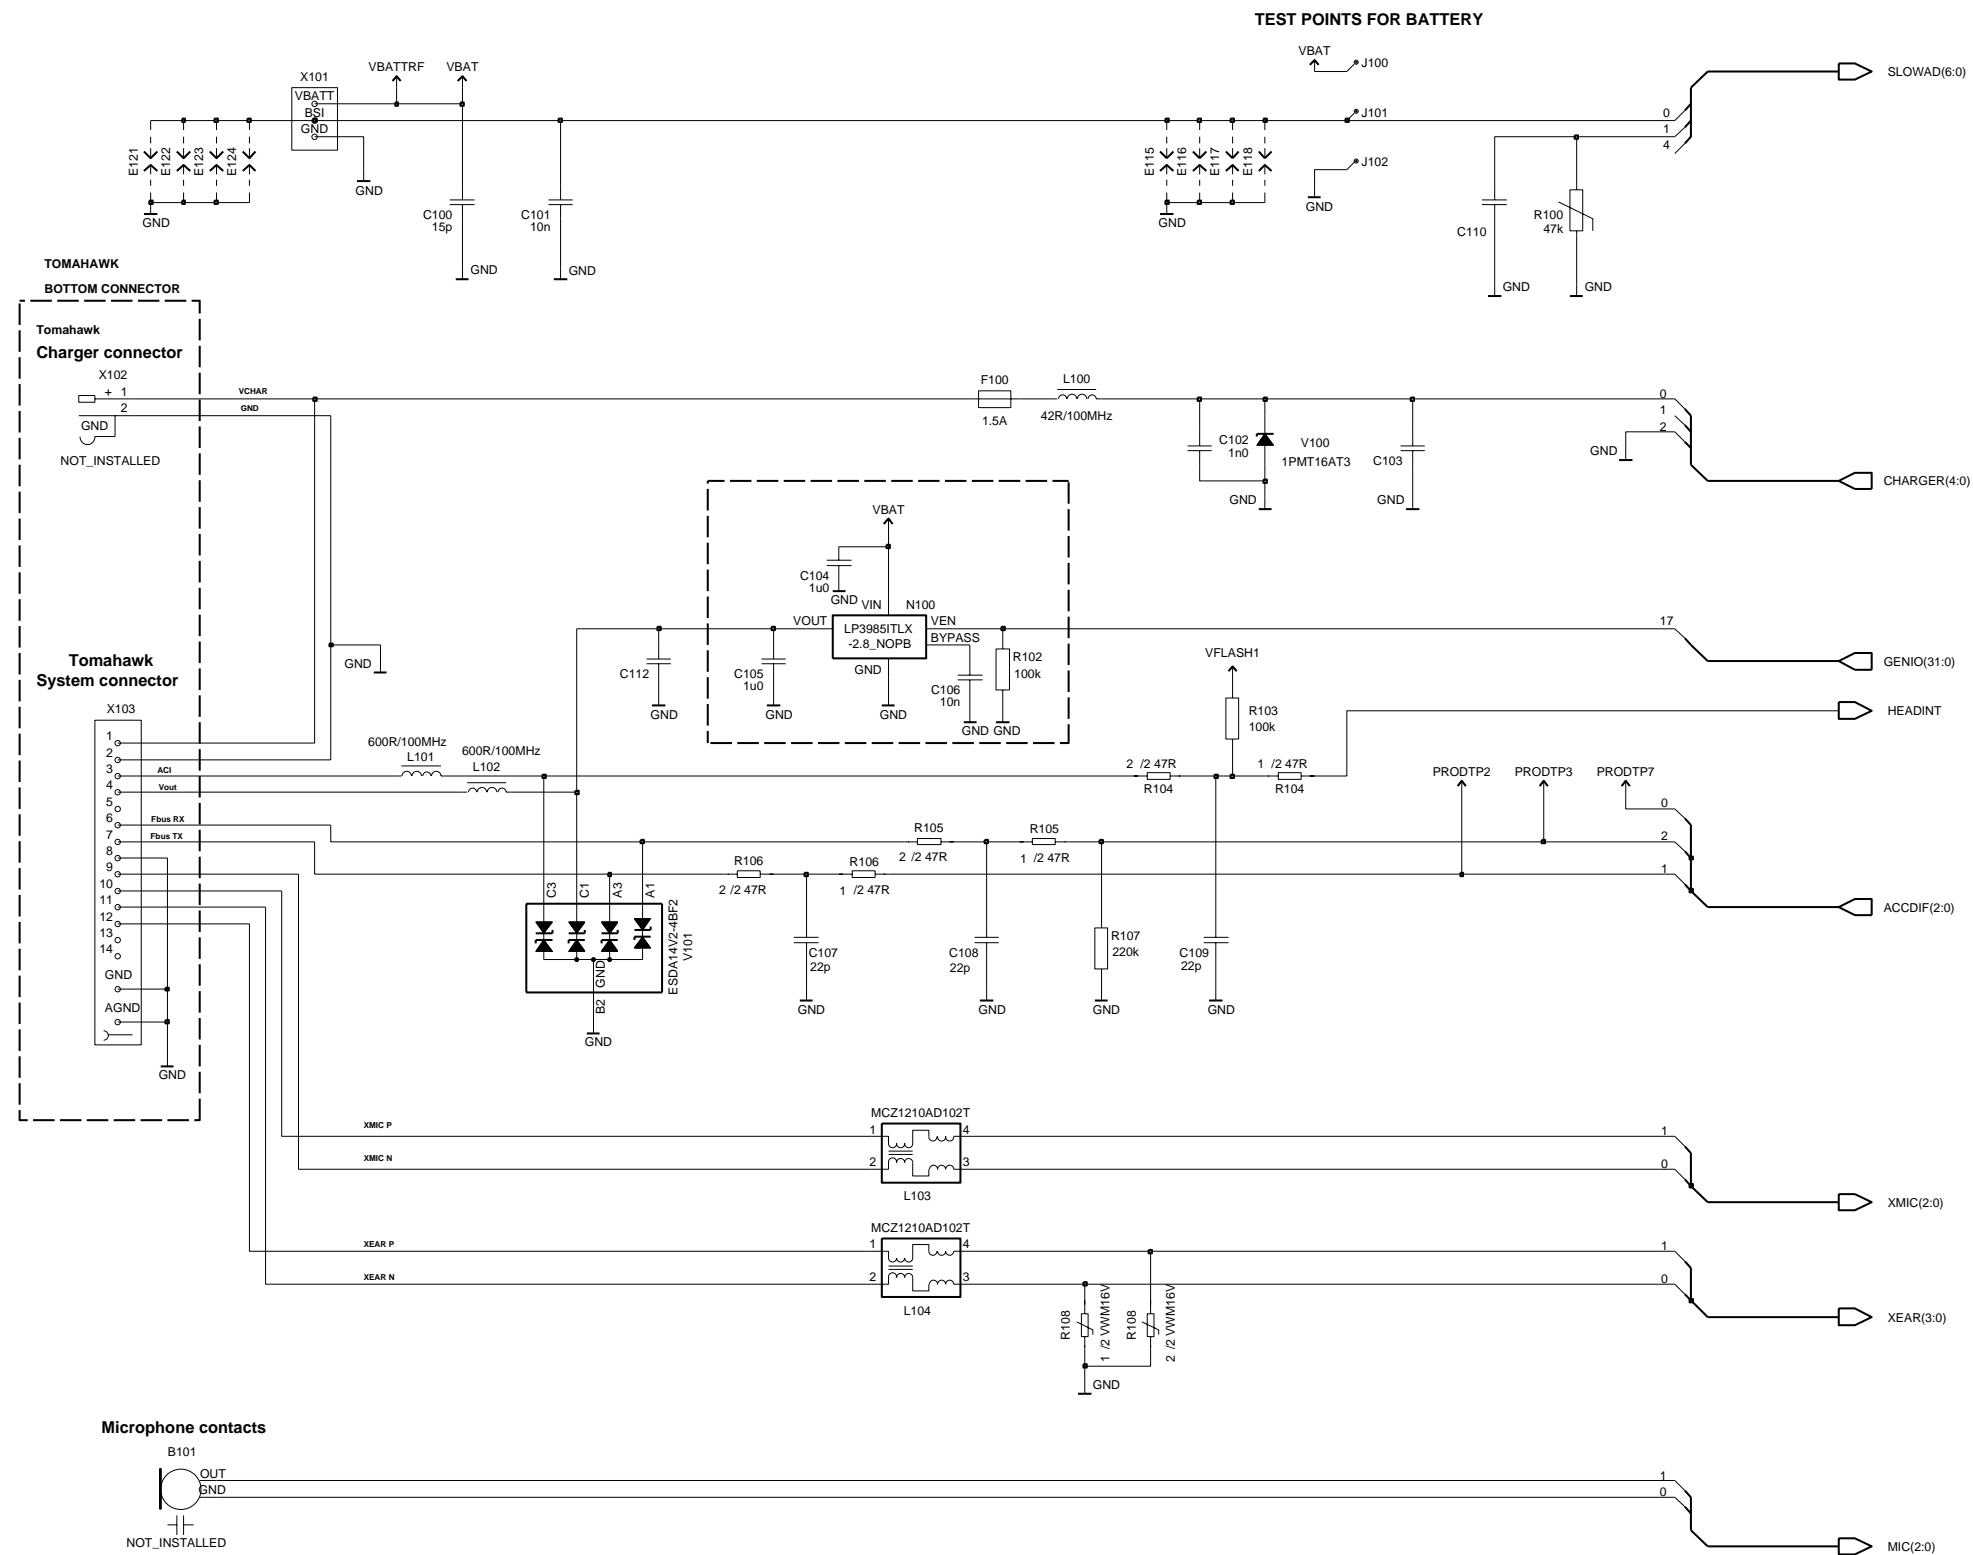 TEST POINTS FOR BATTERY
VBAT
J100
SLOWAD(6:0)
VBATTRF
VBAT
X101
VBATT
BSI
GND
J101
0
1
4
E121
E122
E123
E124
GND
GND
E115
E116
E117
E118
J102
GND
GND
C100
15p
C101
10n
C110
R100
47k
GND
GND
GND
GND
TOMAHAWK
BOTTOM CONNECTOR
Tomahawk
Charger connector
X102
+ 1
2
GND
NOT_INSTALLED
VCHAR
GND
F100
1.5A
L100
42R/100MHz
C102
1n0
V100
1PMT16AT3
C103
GND
GND
0
1
2
GND
CHARGER(4:0)
VBAT
C104
1u0
GND
VIN
N100
VOUT
LP3985ITLX
-2.8_NOPB
VEN
BYPASS
GND
GND
C112
GND
C105
1u0
GND
C106
10n
GND
R102
100k
GND
17
GENIO(31:0)
VFLASH1
R103
100k
HEADINT
GND
Tomahawk
System connector
X103
1
2
3
4
5
6
7
8
9
10
11
12
13
14
GND
AGND
GND
ACI
Vout
Fbus RX
Fbus TX
600R/100MHz
L101
600R/100MHz
L102
2 /2 47R
R104
1 /2 47R
R104
PRODTP2
PRODTP3
PRODTP7
0
2
1
ACCDIF(2:0)
R105
2 /2 47R
R105
1 /2 47R
R106
2 /2 47R
R106
1 /2 47R
C3
C1
A3
A1
ESDA14V2-4BF2
V101
GND
B2
GND
C107
22p
GND
C108
22p
GND
R107
220k
GND
C109
22p
GND
XMIC P
XMIC N
MCZ1210AD102T
1
4
2
3
L103
1
0
XMIC(2:0)
XEAR P
XEAR N
MCZ1210AD102T
1
4
2
3
L104
1
0
XEAR(3:0)
R108
1 /2 VWM16V
R108
2 /2 VWM16V
GND
Microphone contacts
B101
OUT
GND
NOT_INSTALLED
1
0
MIC(2:0)